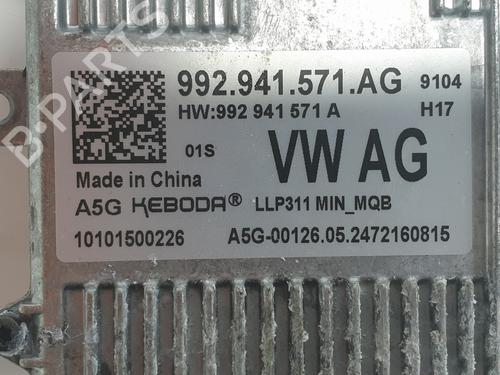 992.941.571.AG 9104
HW:992 941 571 A H17
01S VW AG
Made in China
A5G KEBODA® LLP311 MIN_MQB
10101500226 A5G-00126.05.2472160815
B-PARTS